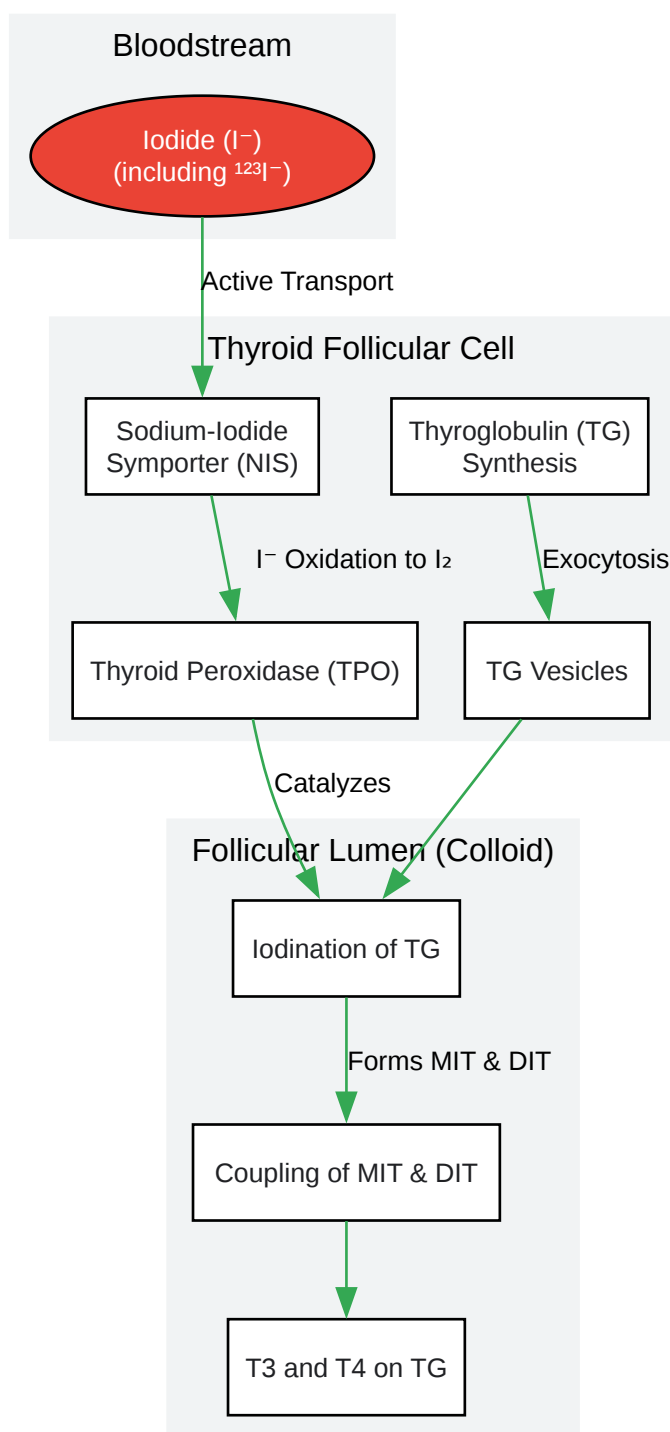 Bloodstream
Iodide (I⁻)
(including ¹²³I⁻)
Active Transport
Thyroid Follicular Cell
Sodium-Iodide
Symporter (NIS)
Thyroglobulin (TG)
Synthesis
I⁻ Oxidation to I₂
Exocytosis
Thyroid Peroxidase (TPO)
TG Vesicles
Catalyzes
Follicular Lumen (Colloid)
Iodination of TG
Forms MIT & DIT
Coupling of MIT & DIT
T3 and T4 on TG